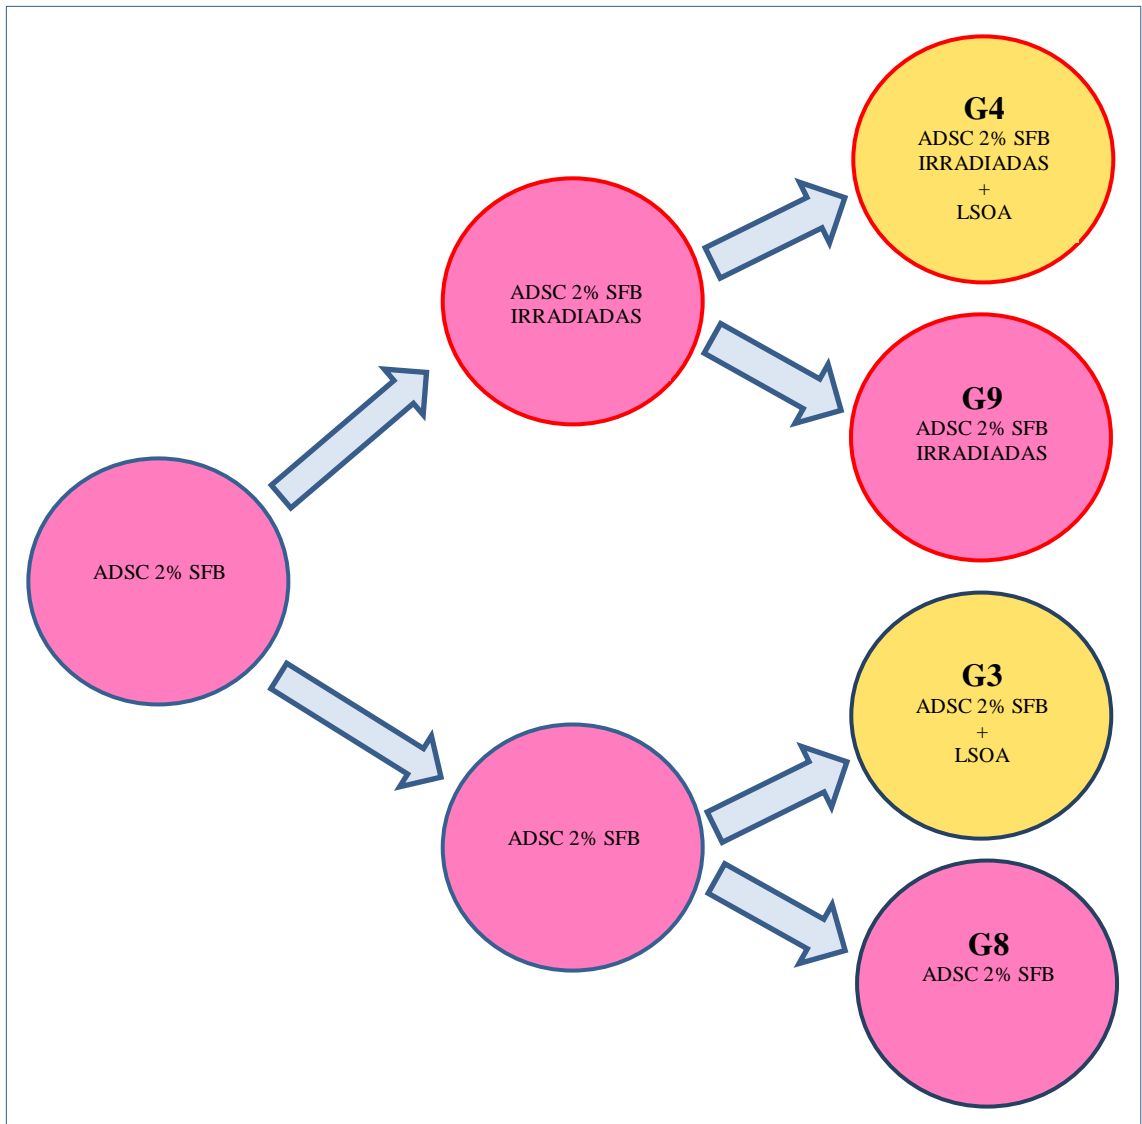 G4
ADSC 2% SFB
IRRADIADAS
+
LSOA
ADSC 2% SFB
IRRADIADAS
G9
ADSC 2% SFB
IRRADIADAS
ADSC 2% SFB
G3
ADSC 2% SFB
+
LSOA
ADSC 2% SFB
G8
ADSC 2% SFB